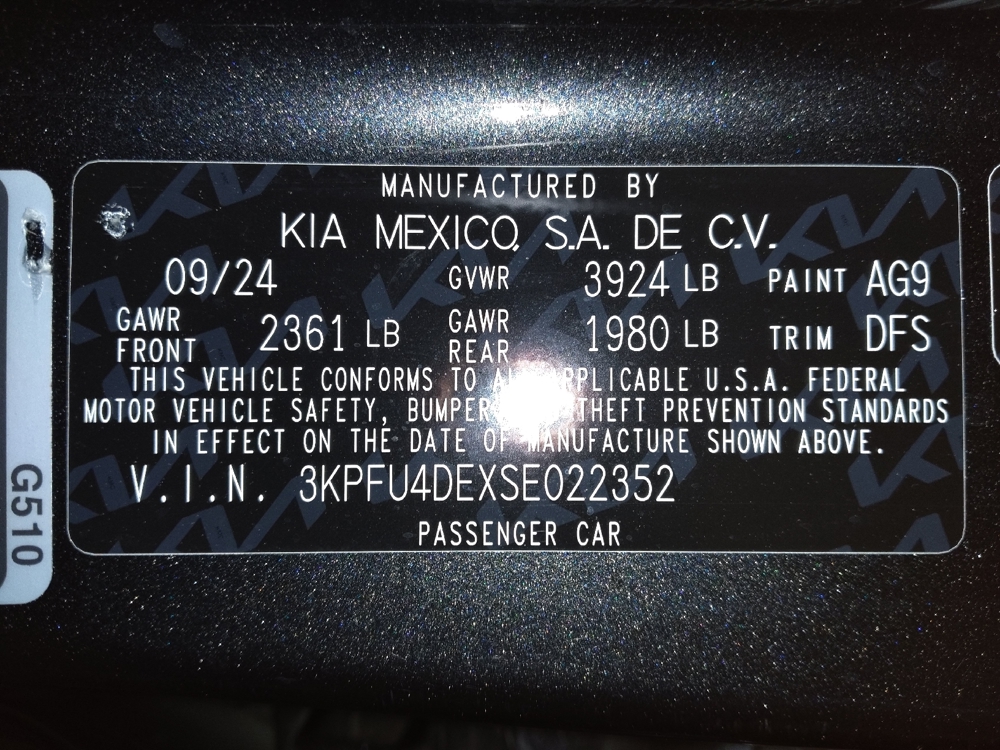 MANUFACTURED BY
KIA MEXICO, S.A. DE C.V.
09/24 GVWR 3924 LB PAINT AG9
GAWR FRONT 2361 LB GAWR REAR 1980 LB TRIM DFS
THIS VEHICLE CONFORMS TO APPLICABLE U.S.A. FEDERAL
MOTOR VEHICLE SAFETY, BUMPER THEFT PREVENTION STANDARDS
IN EFFECT ON THE DATE OF MANUFACTURE SHOWN ABOVE.
V.I.N. 3KPFU4DEXSE022352
PASSENGER CAR
G510